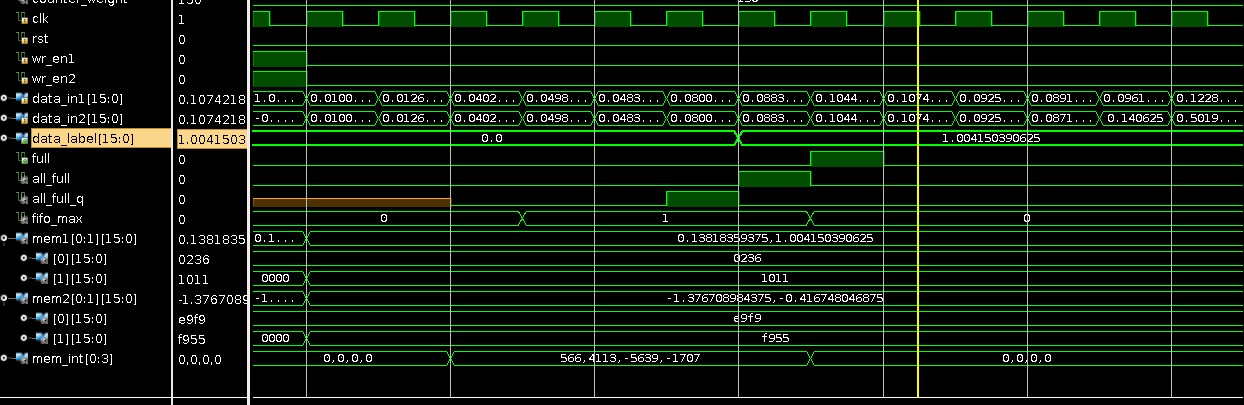 counter_weight 150 150
clk 1
rst 0
wr_en1 0
wr_en2 0
data_in1[15:0] 0.1074218 1.0... 0.0100... 0.0126... 0.0402... 0.0498... 0.0483... 0.0800... 0.0883... 0.1044... 0.1074... 0.0925... 0.0891... 0.0961... 0.1228...
data_in2[15:0] 0.1074218 -0... 0.0100... 0.0126... 0.0402... 0.0498... 0.0483... 0.0800... 0.0883... 0.1044... 0.1074... 0.0925... 0.0871... 0.140625 0.5019...
data_label[15:0] 1.0041503 0.0 1.004150390625
full 0
all_full 0
all_full_q 0
fifo_max 0 0 1 0
mem1[0:1][15:0] 0.1381835 0.1... 0.13818359375,1.004150390625
[0][15:0] 0236 0236
[1][15:0] 1011 0000 1011
mem2[0:1][15:0] -1.3767089 -1.... -1.376708984375,-0.416748046875
[0][15:0] e9f9 e9f9
[1][15:0] f955 0000 f955
mem_int[0:3] 0,0,0,0 0,0,0,0 566,4113,-5639,-1707 0,0,0,0